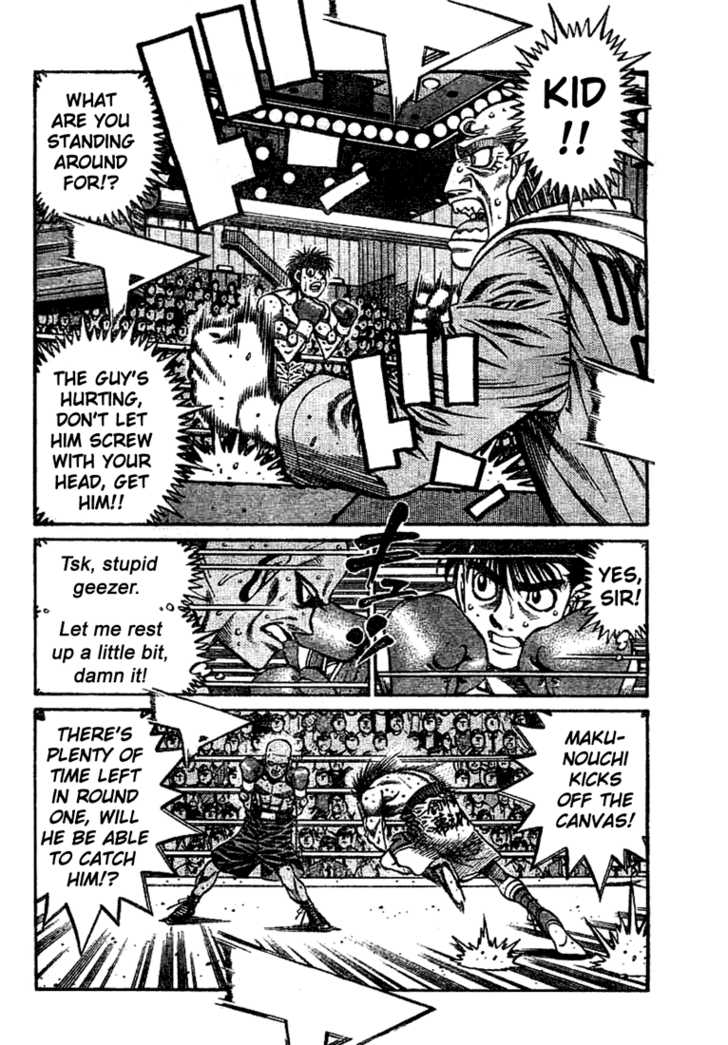 KID
!!
WHAT
ARE YOU
STANDING
AROUND
FOR!?
THE GUY'S
HURTING,
DON'T LET
HIM SCREW
WITH YOUR
HEAD, GET
HIM!!
YES,
SIR!
Tsk, stupid
geezer.
Let me rest
up a little bit,
damn it!
MAKU-
NOUCHI
KICKS
OFF THE
CANVAS!
THERE'S
PLENTY OF
TIME LEFT
IN ROUND
ONE, WILL
HE BE ABLE
TO CATCH
HIM!?